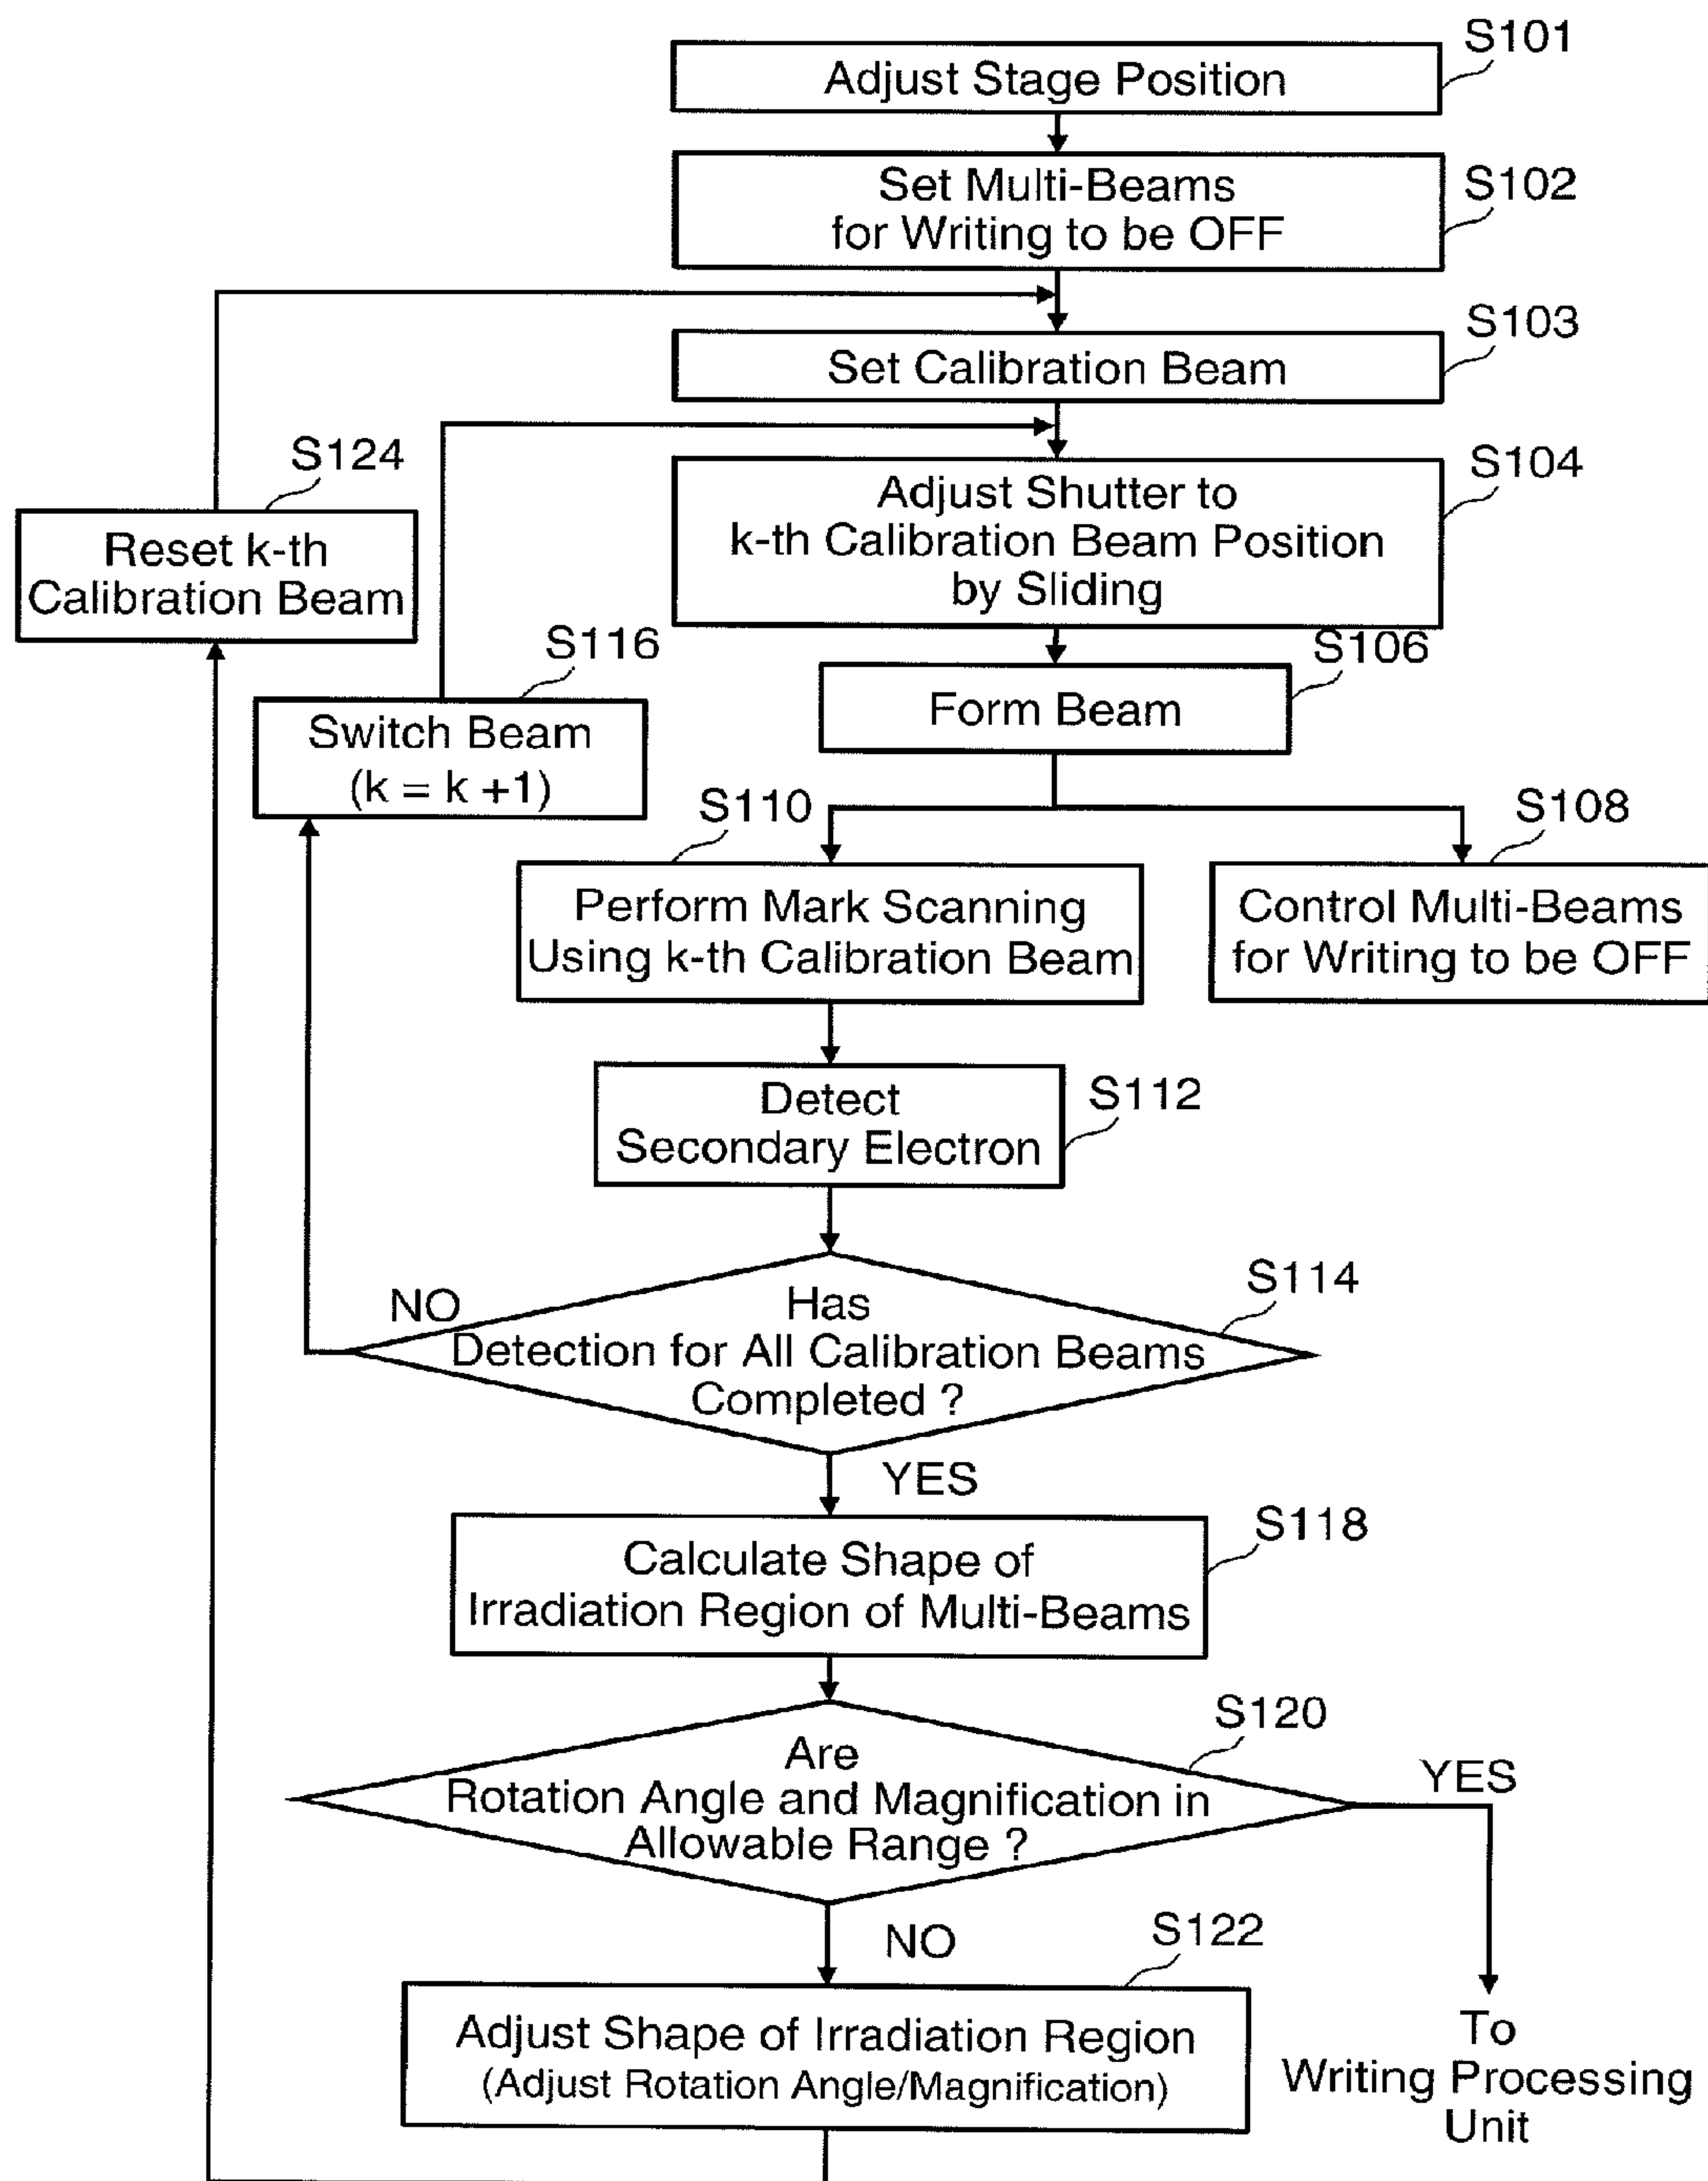 S101
Adjust Stage Position
Set Multi-Beams
for Writing to be OFF
S102
S103
Set Calibration Beam
S124
Reset k-th
Calibration Beam
S104
Adjust Shutter to
k-th Calibration Beam Position
by Sliding
S116
Switch Beam
(k = k +1)
S106
Form Beam
S110
Perform Mark Scanning
Using k-th Calibration Beam
S108
Control Multi-Beams
for Writing to be OFF
Detect
Secondary Electron
S112
NO
Has
Detection for All Calibration Beams
Completed ?
S114
YES
S118
Calculate Shape of
Irradiation Region of Multi-Beams
S120
Are
Rotation Angle and Magnification in
Allowable Range ?
YES
NO
S122
Adjust Shape of Irradiation Region
(Adjust Rotation Angle/Magnification)
To
Writing Processing
Unit